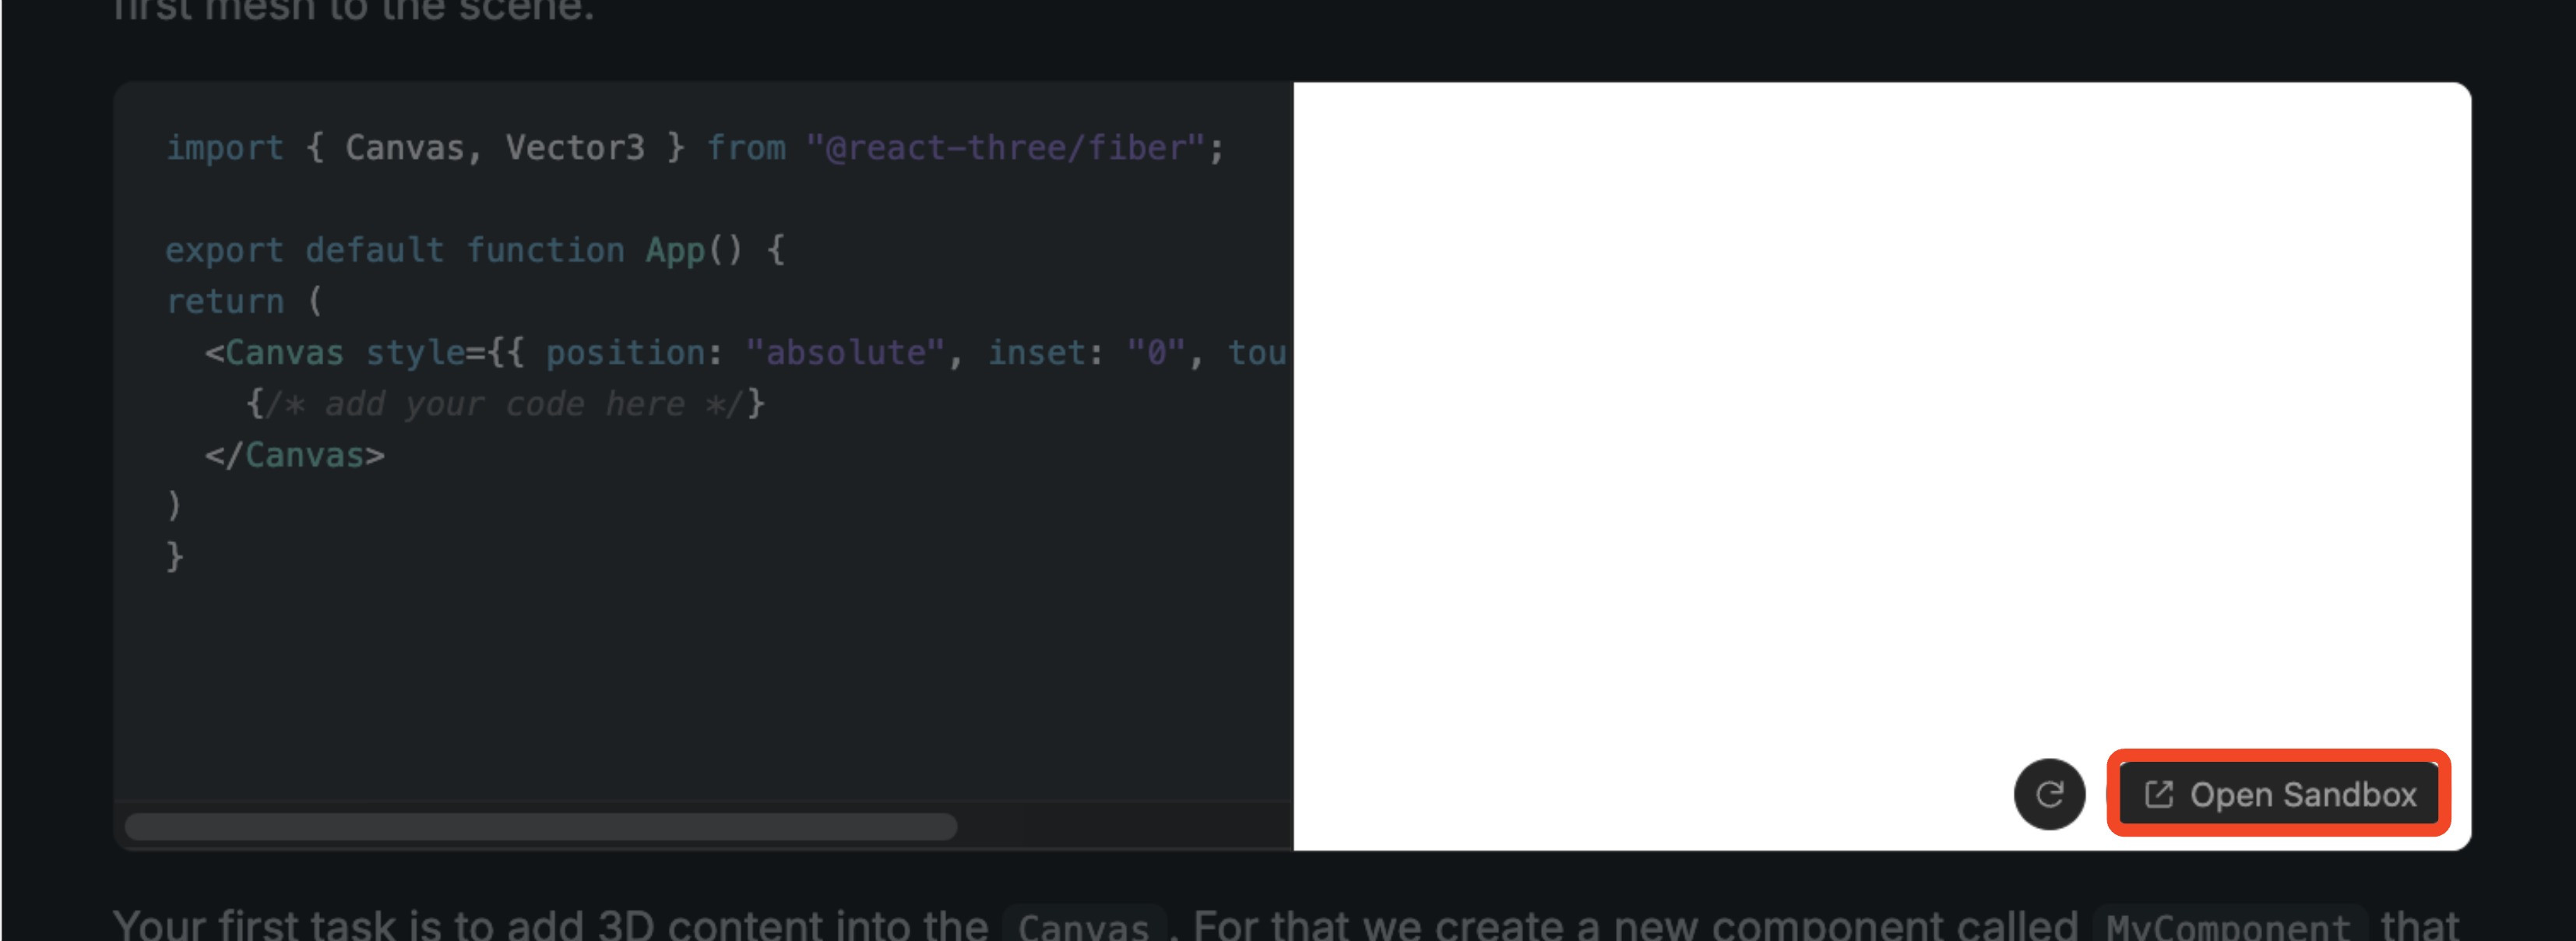 first mesh to the scene.
import { Canvas, Vector3 } from "@react-three/fiber";
export default function App() {
return (
<Canvas style={{ position: "absolute", inset: "0", tou
{/* add your code here */}
</Canvas>
)
}
Open Sandbox
Your first task is to add 3D content into the Canvas. For that we create a new component called MyComponent that